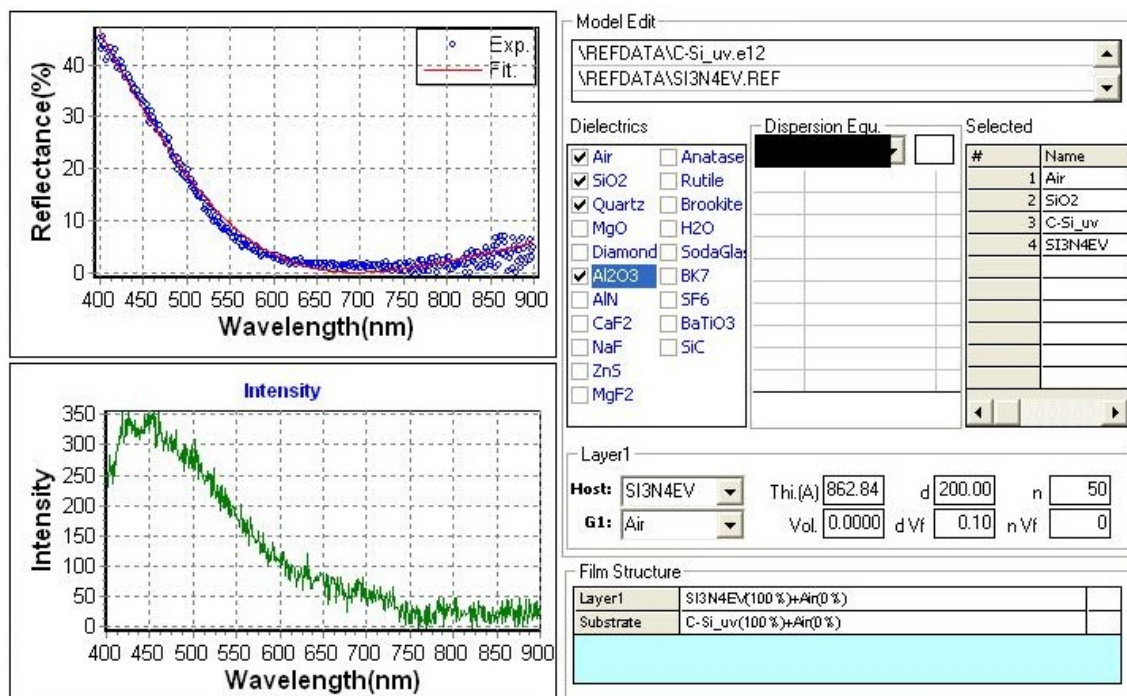 Reflectance(%)
40
30
20
10
0
Exp.
Fit.
400 450 500 550 600 650 700 750 800 850 900
Wavelength(nm)
Intensity
Intensity
350
300
250
200
150
100
50
0
400 450 500 550 600 650 700 750 800 850 900
Wavelength(nm)
Model Edit
\REFDATA\C-Si_uv.e12
\REFDATA\SI3N4EV.REF
Dielectrics
Air Anatase
SiO2 Rutile
Quartz Brookite
MgO H2O
Diamond SodaGlas
Al2O3 BK7
AlN SF6
CaF2 BaTiO3
NaF SiC
ZnS
MgF2
Dispersion Equ.
Selected
# Name
1 Air
2 SiO2
3 C-Si_uv
4 SI3N4EV
Layer1
Host: SI3N4EV Thi.(A) 862.84 d 200.00 n 50
G1: Air Vol. 0.0000 d Vf 0.10 n Vf 0
Film Structure
Layer1 SI3N4EV(100%)+Air(0%)
Substrate C-Si_uv(100%)+Air(0%)